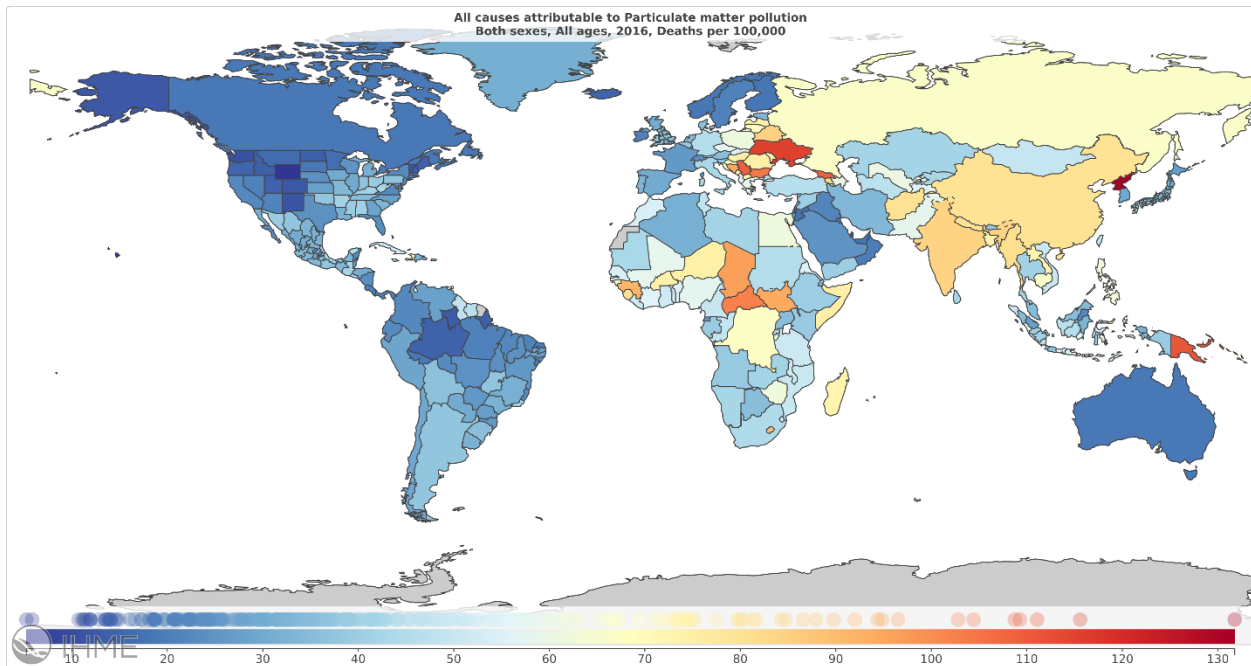 All causes attributable to Particulate matter pollution
Both sexes, All ages, 2016, Deaths per 100,000
IHME
10 20 30 40 50 60 70 80 90 100 110 120 130